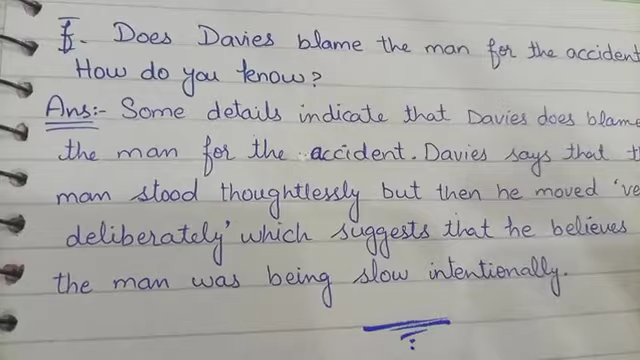 f. Does Davies blame the man for the accident
How do you know?
Ans:- Some details indicate that Davies does blame
the man for the accident. Davies says that
man stood thoughtlessly but then he moved 've
deliberately' which suggests that he believes
the man was being slow intentionally.